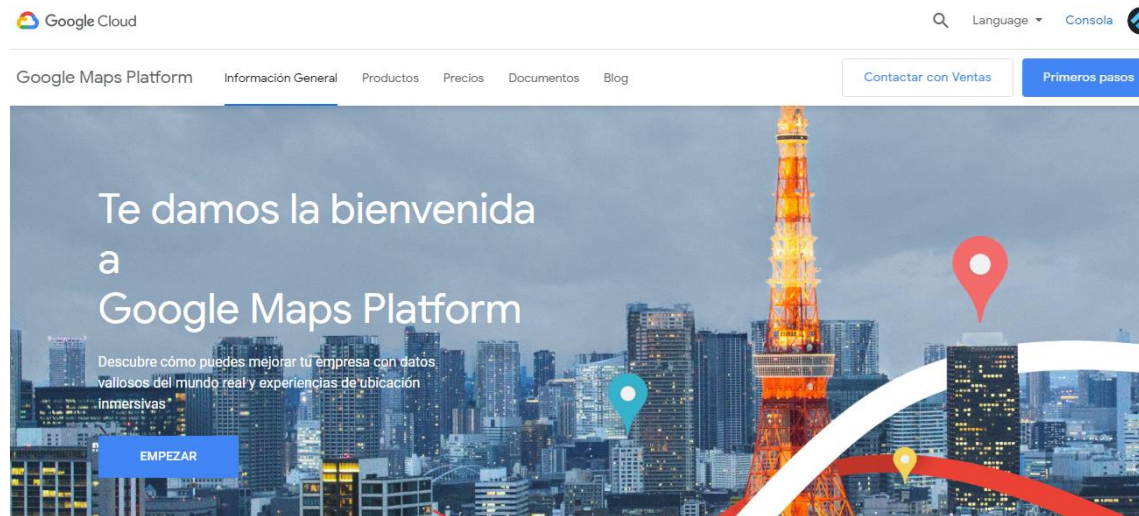 Google Cloud
Language
Consola
Google Maps Platform
Información General
Productos
Precios
Documentos
Blog
Contactar con Ventas
Primeros pasos
Te damos la bienvenida
a
Google Maps Platform
Descubre cómo puedes mejorar tu empresa con datos
valiosos del mundo real y experiencias de ubicación
inmersivas
EMPEZAR